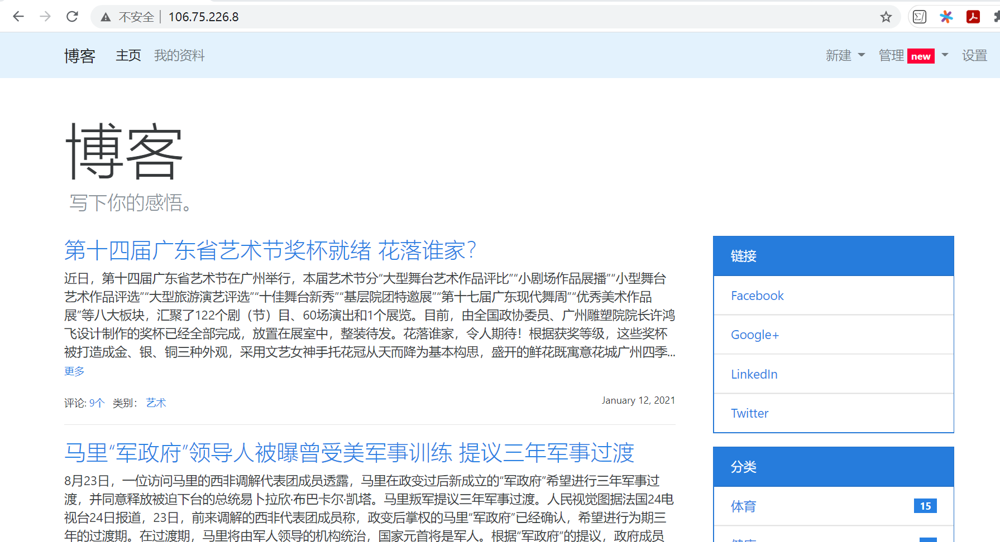 不安全 | 106.75.226.8
博客 主页 我的资料 新建 管理 new 设置
博客
写下你的感悟。
第十四届广东省艺术节奖杯就绪 花落谁家？
近日，第十四届广东省艺术节在广州举行，本届艺术节分“大型舞台艺术作品评比”“小剧场作品展播”“小型舞台
艺术作品评选”“大型旅游演艺评选”“十佳舞台新秀”“基层院团特邀展”“第十七届广东现代舞周”“优秀美术作品
展”等八大板块，汇聚了122个剧（节）目、60场演出和1个展览。目前，由全国政协委员、广州雕塑院院长许鸿
飞设计制作的奖杯已经全部完成，放置在展室中，整装待发。花落谁家，令人期待！根据获奖等级，这些奖杯
被打造成金、银、铜三种外观，采用文艺女神手托花冠从天而降为基本构思，盛开的鲜花既寓意花城广州四季...
更多
评论: 9个 类别： 艺术 January 12, 2021
马里“军政府”领导人被曝曾受美军事训练 提议三年军事过渡
8月23日，一位访问马里的西非调解代表团成员透露，马里在政变过后新成立的“军政府”希望进行三年军事过
渡，并同意释放被迫下台的总统易卜拉欣·布巴卡尔·凯塔。马里叛军提议三年军事过渡。人民视觉图据法国24电
视台24日报道，23日，前来调解的西非代表团成员称，政变后掌权的马里“军政府”已经确认，希望进行为期三
年的过渡期。在过渡期，马里将由军人领导的机构统治，国家元首将是军人。根据“军政府”的提议，政府成员
链接
Facebook
Google+
LinkedIn
Twitter
分类
体育 15